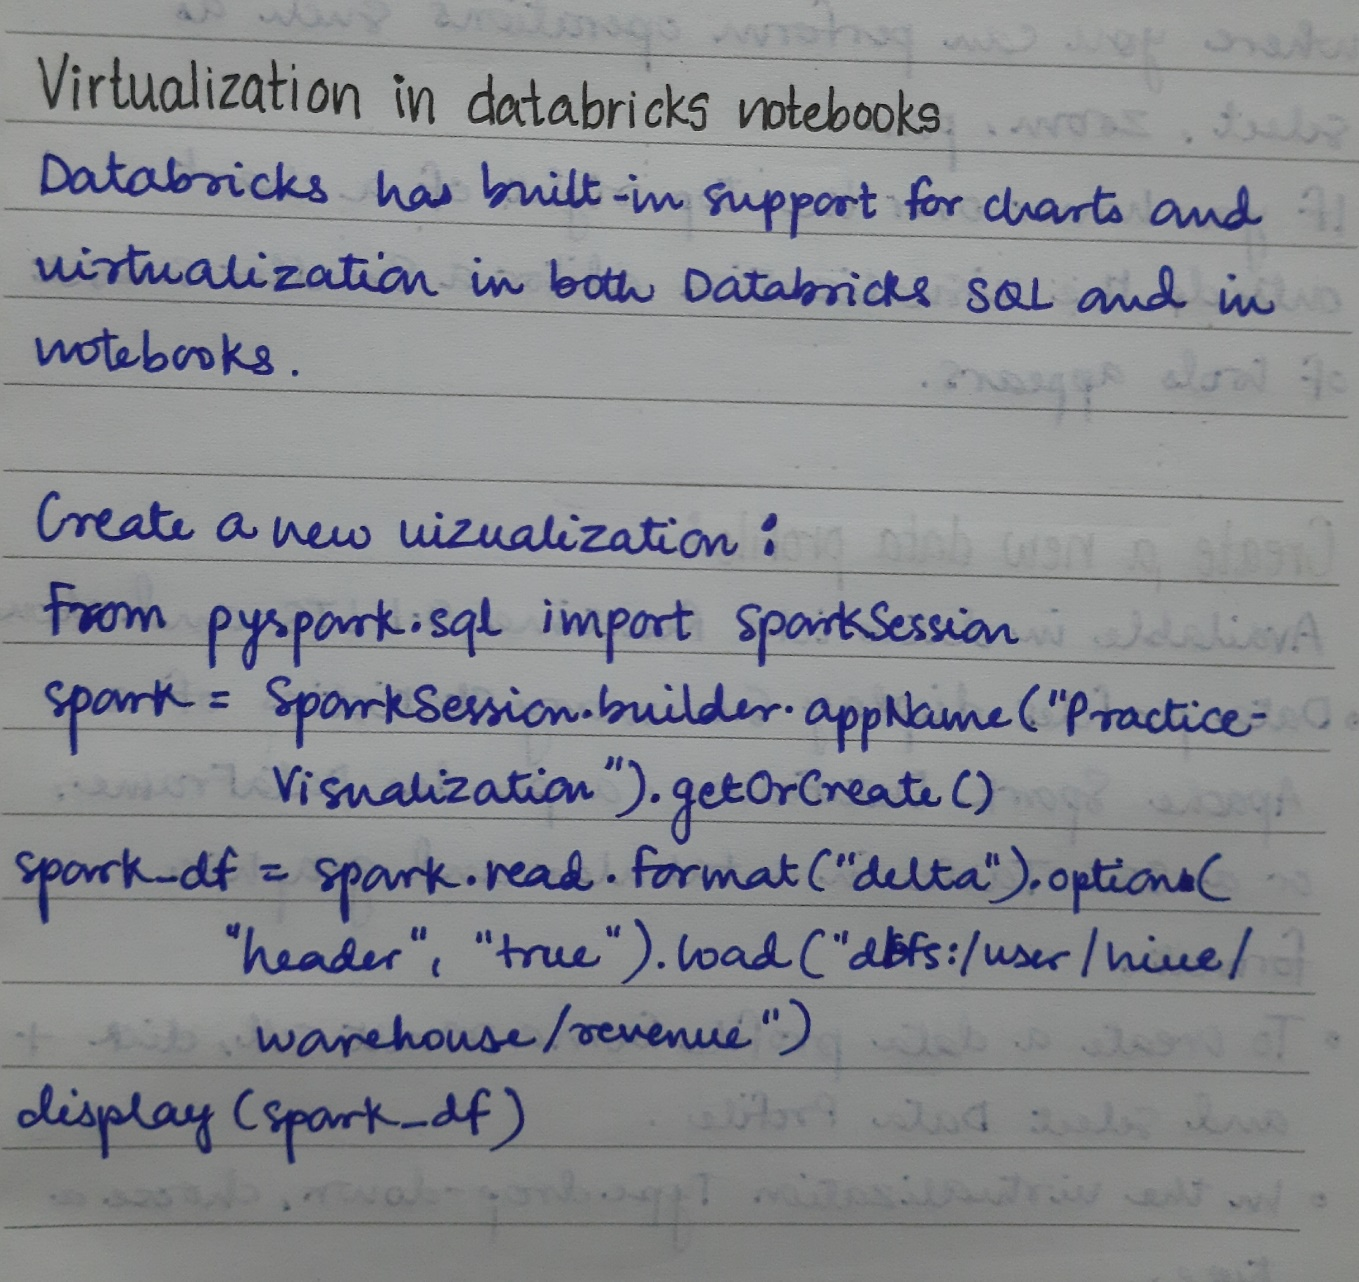 Virtualization in databricks notebooks
Databricks has built-in support for charts and
virtualization in both Databricks SQL and in
notebooks.
Create a new vizualization :
From pyspark.sql import SparkSession
spark = SparkSession.builder.appName("Practice-
Visualization").getOrCreate()
spark_df = spark.read.format("delta").options(
"header", "true").load("dbfs:/user/hive/
warehouse/revenue")
display(spark_df)